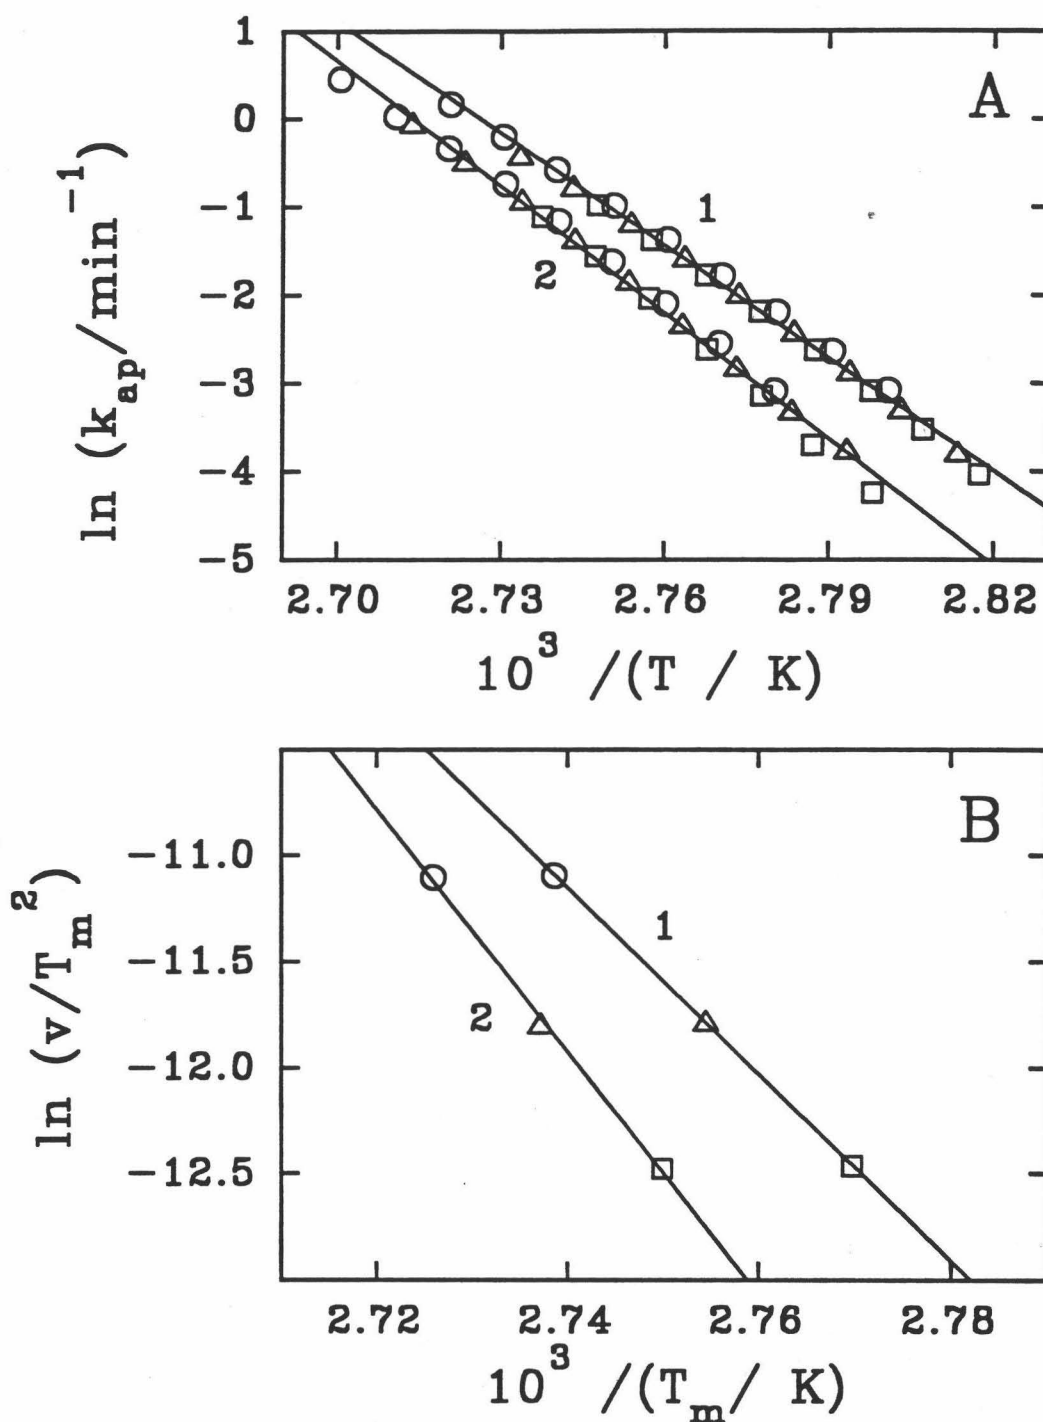 A
ln (k_ap/min^−1)
1
0
−1
−2
−3
−4
−5
1
2
2.70 2.73 2.76 2.79 2.82
10^3 /(T / K)
B
ln (v/T_m^2)
−11.0
−11.5
−12.0
−12.5
1
2
2.72 2.74 2.76 2.78
10^3 /(T_m/ K)